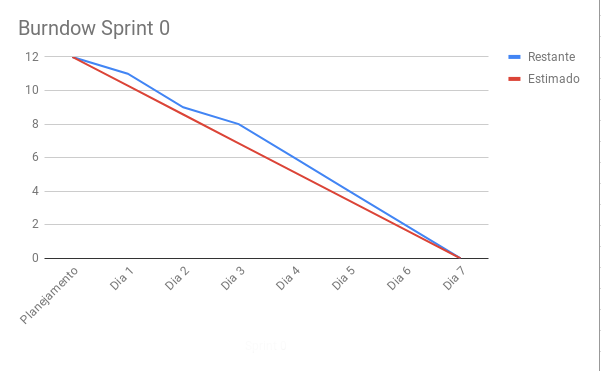 Burndow Sprint 0
12
10
8
6
4
2
0
Restante
Estimado
Planejamento
Dia 1
Dia 2
Dia 3
Dia 4
Dia 5
Dia 6
Dia 7